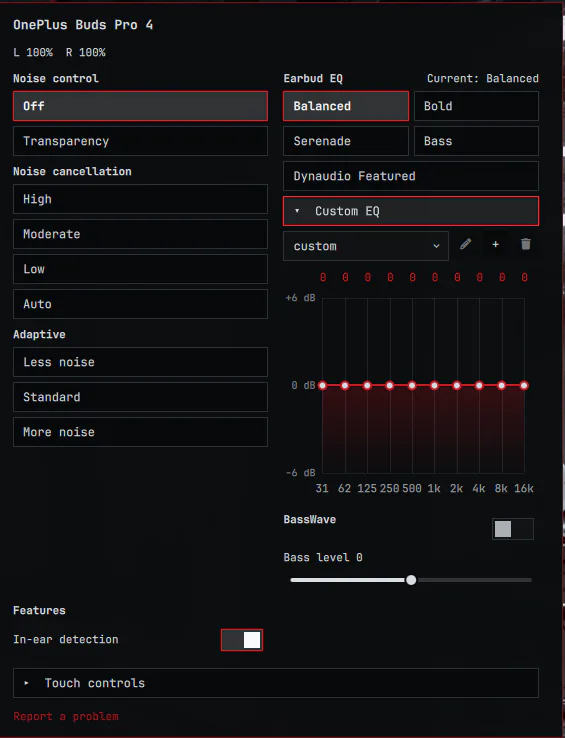 OnePlus Buds Pro 4
L 100% R 100%
Noise control
Off
Transparency
Noise cancellation
High
Moderate
Low
Auto
Adaptive
Less noise
Standard
More noise
Earbud EQ
Current: Balanced
Balanced
Bold
Serenade
Bass
Dynaudio Featured
Custom EQ
custom
+
0 0 0 0 0 0 0 0 0 0
+6 dB
0 dB
-6 dB
31 62 125 250 500 1k 2k 4k 8k 16k
BassWave
Bass level 0
Features
In-ear detection
Touch controls
Report a problem